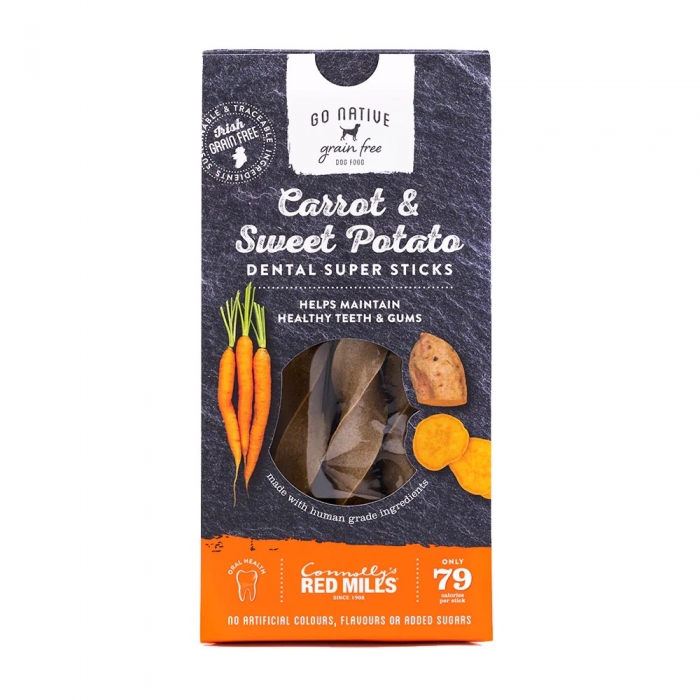 GO NATIVE
grain free
DOG FOOD
& TRACEABLE INGREDIENTS
Irish
GRAIN FREE
Carrot &
Sweet Potato
DENTAL SUPER STICKS
HELPS MAINTAIN
HEALTHY TEETH & GUMS
made with human grade ingredients
ORAL HEALTH
Connolly's
RED MILLS
SINCE 1908
ONLY
79
calories
per stick
NO ARTIFICIAL COLOURS, FLAVOURS OR ADDED SUGARS